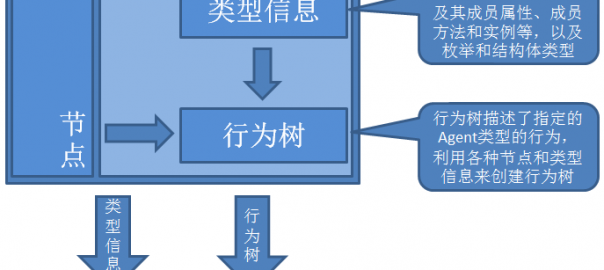 类型信息
及其成员属性、成员
方法和实例等，以及
枚举和结构体类型
节点
行为树
行为树描述了指定的
Agent类型的行为，
利用各种节点和类型
信息来创建行为树
类型信息
行为树